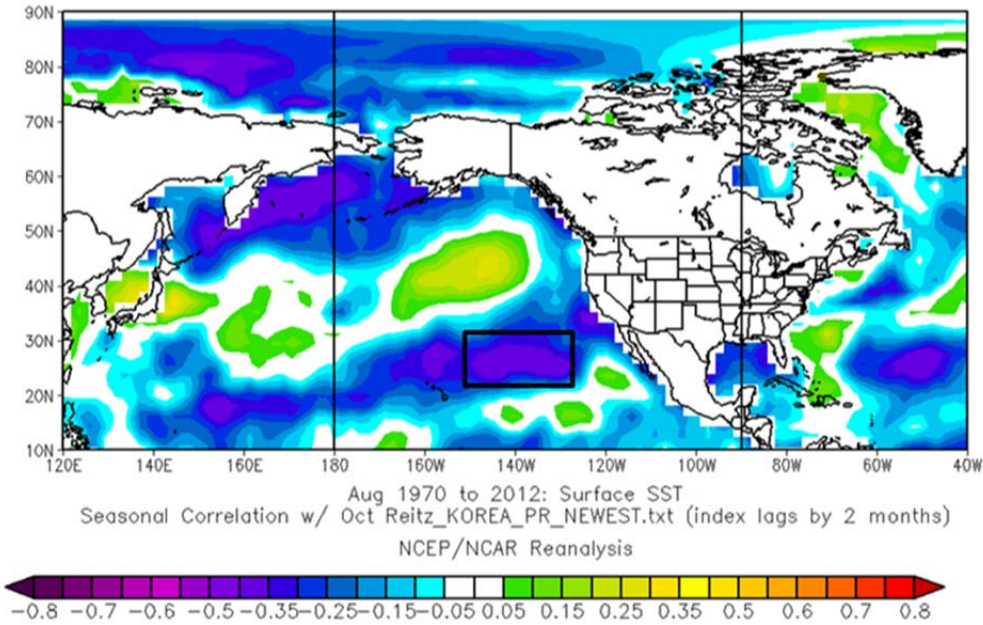 90N
80N
70N
60N
50N
40N
30N
20N
10N
120E 140E 160E 180 160W 140W 120W 100W 80W 60W 40W
Aug 1970 to 2012: Surface SST
Seasonal Correlation w/ Oct Reitz_KOREA_PR_NEWEST.txt (index lags by 2 months)
NCEP/NCAR Reanalysis
-0.8 -0.7 -0.6 -0.5 -0.35 -0.25 -0.15 -0.05 0.05 0.15 0.25 0.35 0.5 0.6 0.7 0.8